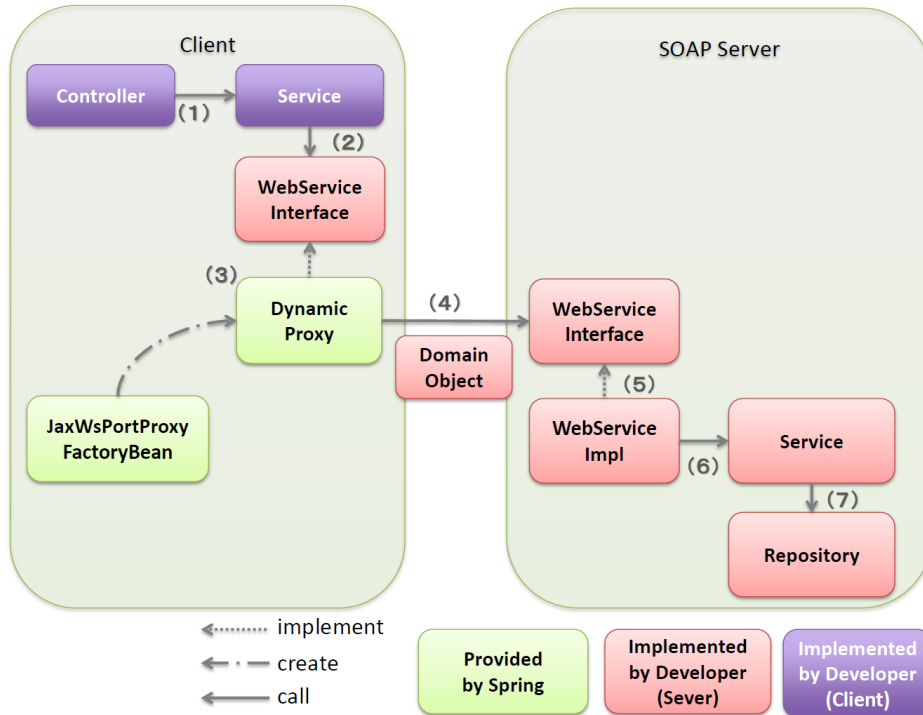 Client
SOAP Server
Controller
(1)
Service
(2)
WebService
Interface
(3)
Dynamic
Proxy
(4)
Domain
Object
JaxWsPortProxy
FactoryBean
WebService
Interface
(5)
WebService
Impl
(6)
Service
(7)
Repository
implement
create
call
Provided
by Spring
Implemented
by Developer
(Sever)
Implemented
by Developer
(Client)